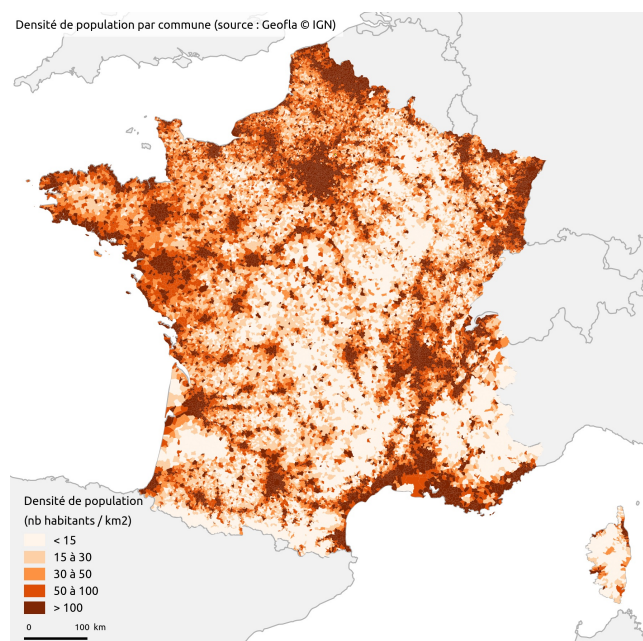 Densité de population par commune (source : Geofla © IGN)
Densité de population
(nb habitants / km2)
< 15
15 à 30
30 à 50
50 à 100
> 100
0 100 km